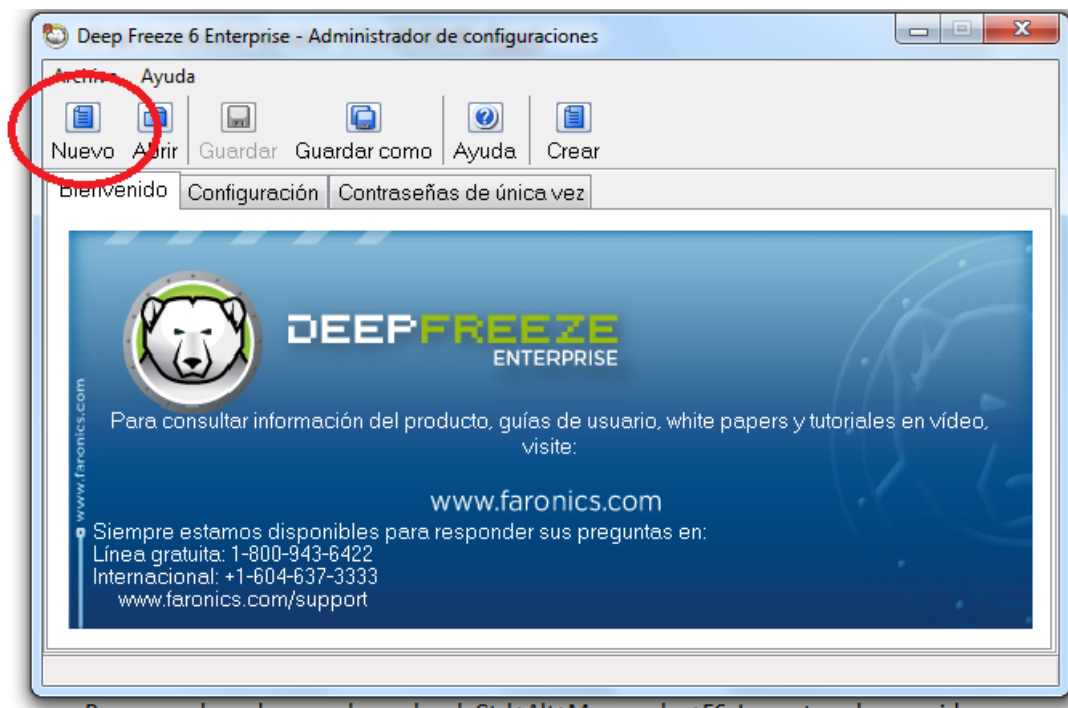 Deep Freeze 6 Enterprise - Administrador de configuraciones
Archivo Ayuda
Nuevo Abrir Guardar Guardar como Ayuda Crear
Bienvenido Configuración Contraseñas de única vez
DEEPFREEZE
ENTERPRISE
www.faronics.com
Para consultar información del producto, guías de usuario, white papers y tutoriales en vídeo,
visite:
www.faronics.com
Siempre estamos disponibles para responder sus preguntas en:
Línea gratuita: 1-800-943-6422
Internacional: +1-604-637-3333
www.faronics.com/support